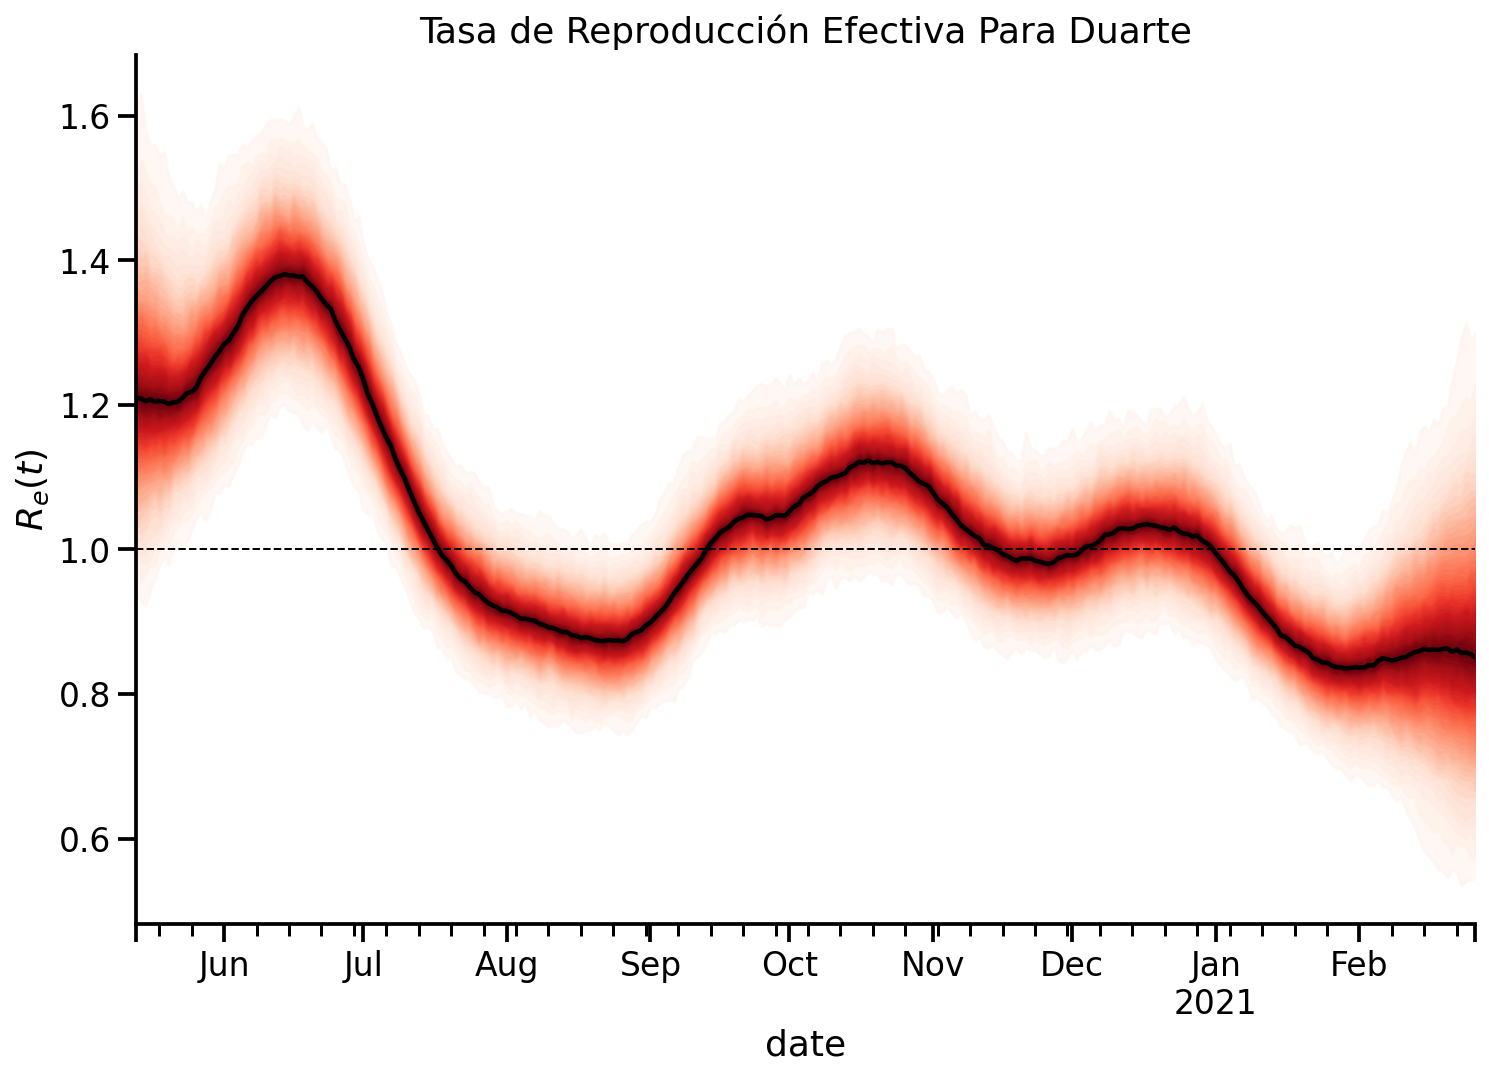 Tasa de Reproducción Efectiva Para Duarte
1.6
1.4
1.2
1.0
0.8
0.6
Re(t)
Jun Jul Aug Sep Oct Nov Dec Jan Feb
2021
date